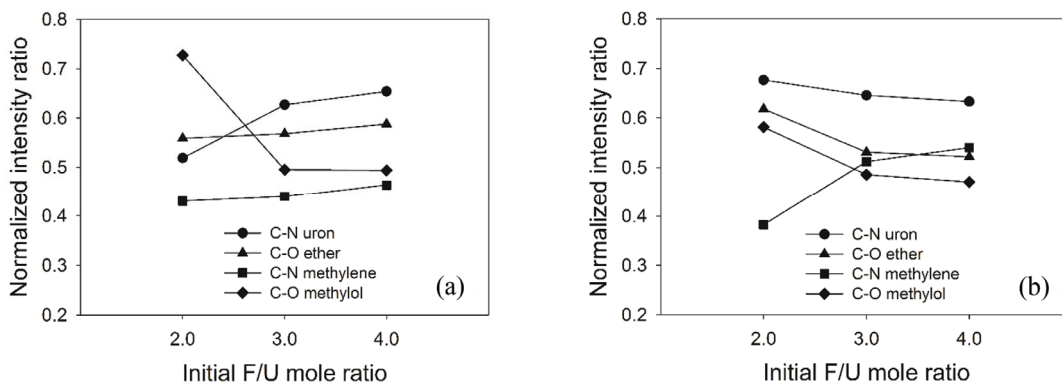 Normalized intensity ratio
0.8
0.7
0.6
0.5
0.4
0.3
0.2
2.0 3.0 4.0
Initial F/U mole ratio
C-N uron
C-O ether
C-N methylene
C-O methylol
(a)
Normalized intensity ratio
0.8
0.7
0.6
0.5
0.4
0.3
0.2
2.0 3.0 4.0
Initial F/U mole ratio
C-N uron
C-O ether
C-N methylene
C-O methylol
(b)